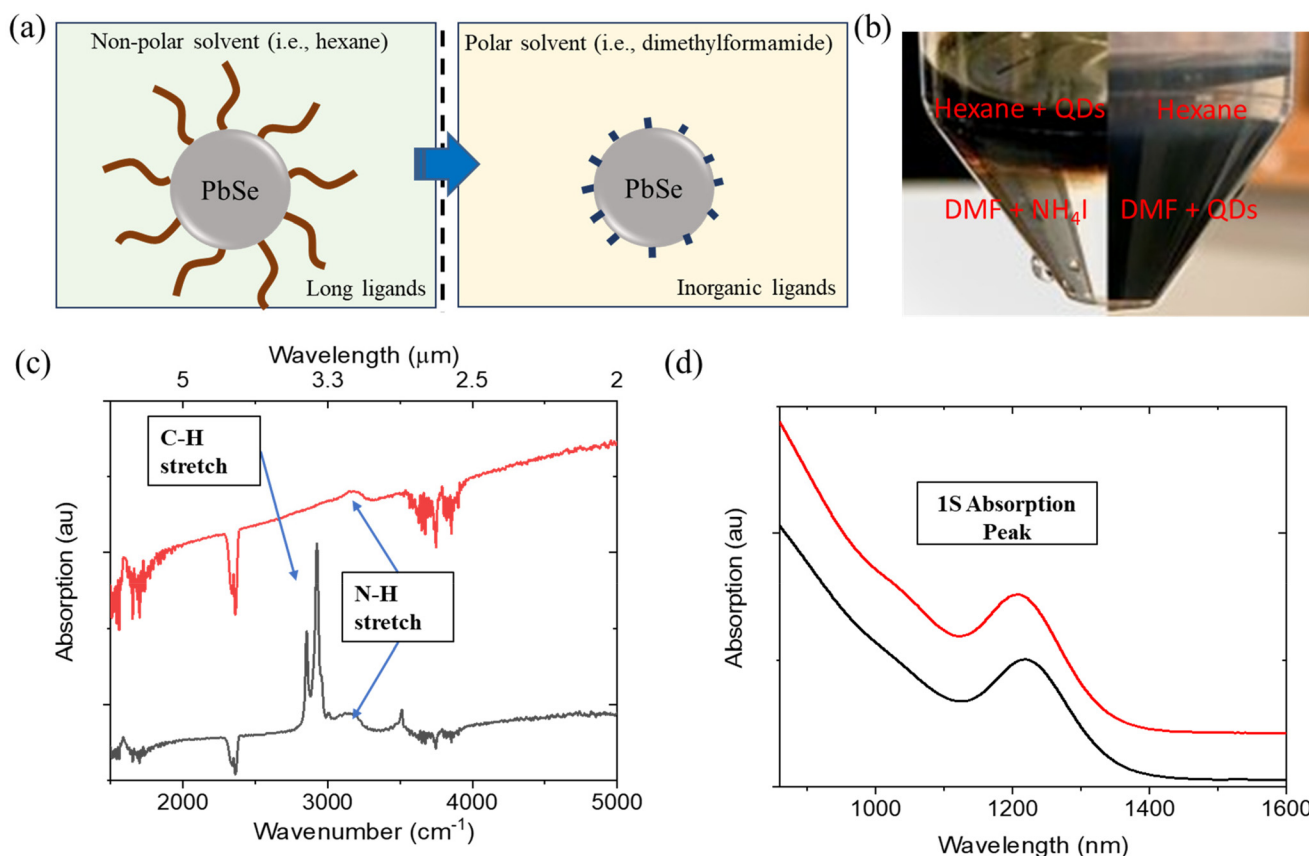 (a)
Non-polar solvent (i.e., hexane)
PbSe
Long ligands
Polar solvent (i.e., dimethylformamide)
PbSe
Inorganic ligands
(b)
Hexane + QDs
Hexane
DMF + NH₄I
DMF + QDs
(c)
Wavelength (μm)
5
3.3
2.5
2
C-H
stretch
N-H
stretch
Absorption (au)
2000
3000
4000
5000
Wavenumber (cm⁻¹)
(d)
1S Absorption
Peak
Absorption (au)
1000
1200
1400
1600
Wavelength (nm)